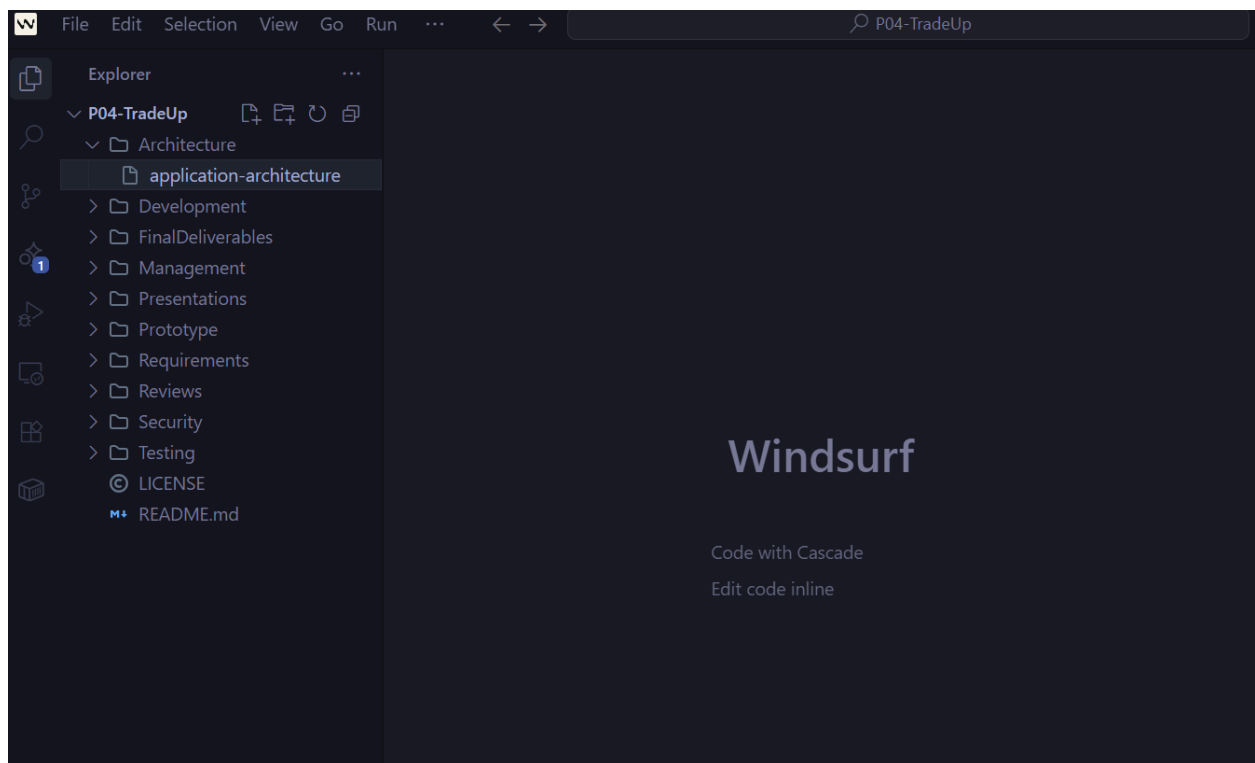 File Edit Selection View Go Run ··· P04-TradeUp
Explorer
P04-TradeUp
Architecture
application-architecture
Development
FinalDeliverables
Management
Presentations
Prototype
Requirements
Reviews
Security
Testing
LICENSE
README.md
1
Windsurf
Code with Cascade
Edit code inline